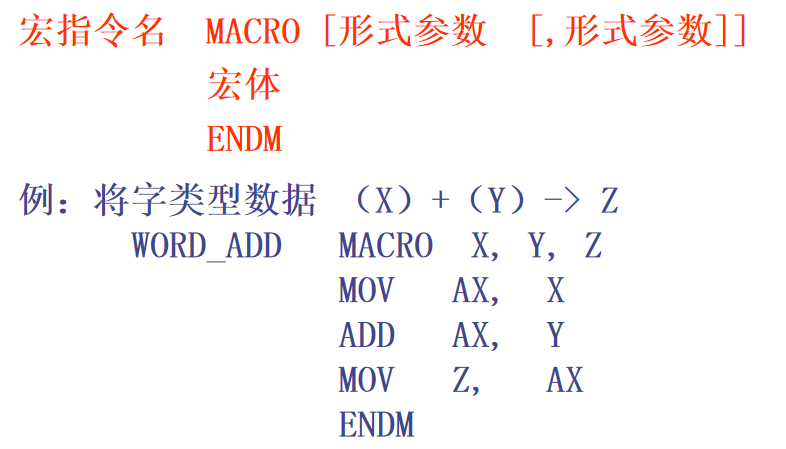 宏指令名 MACRO [形式参数 [,形式参数]]
宏体
ENDM
例：将字类型数据 （X）+（Y）-> Z
WORD_ADD MACRO X, Y, Z
MOV AX, X
ADD AX, Y
MOV Z, AX
ENDM